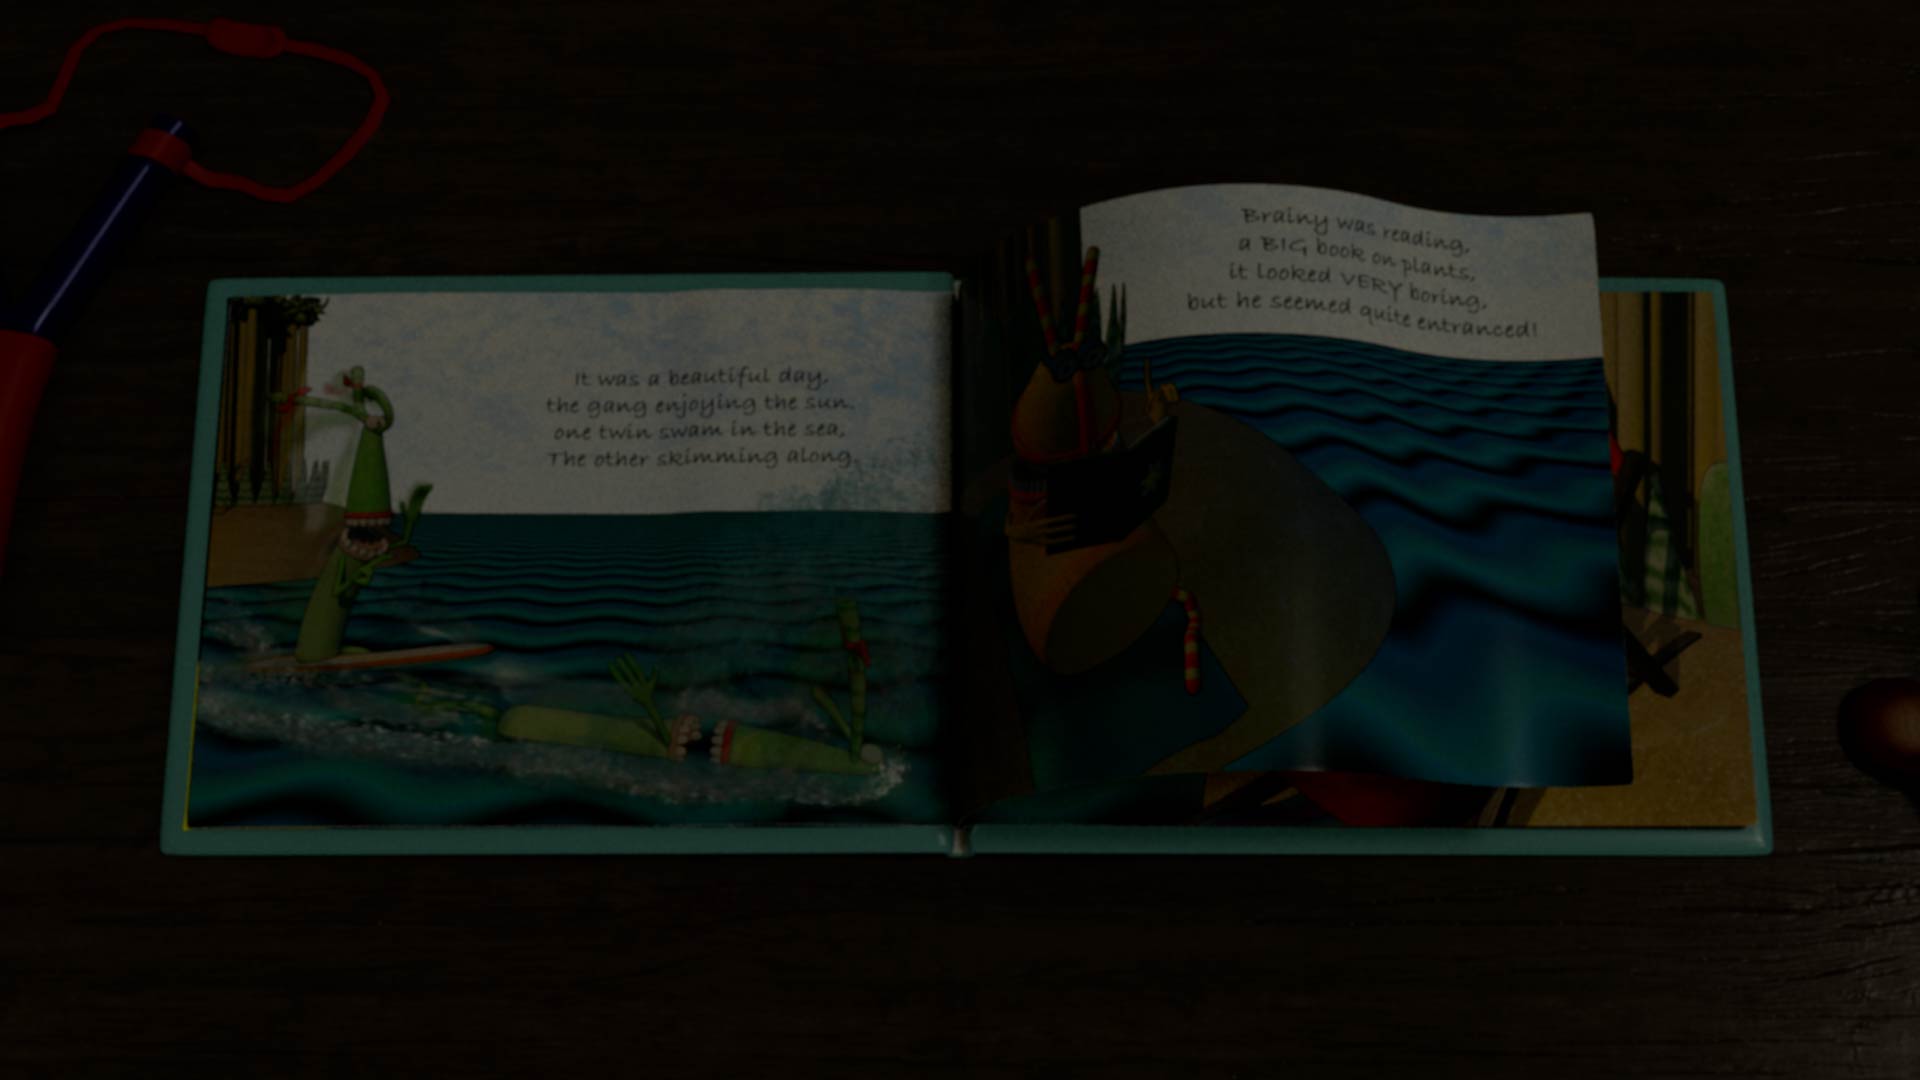 It was a beautiful day,
the gang enjoying the sun.
one twin swam in the sea,
The other skimming along.
Brainy was reading,
a BIG book on plants,
it looked VERY boring,
but he seemed quite entranced!